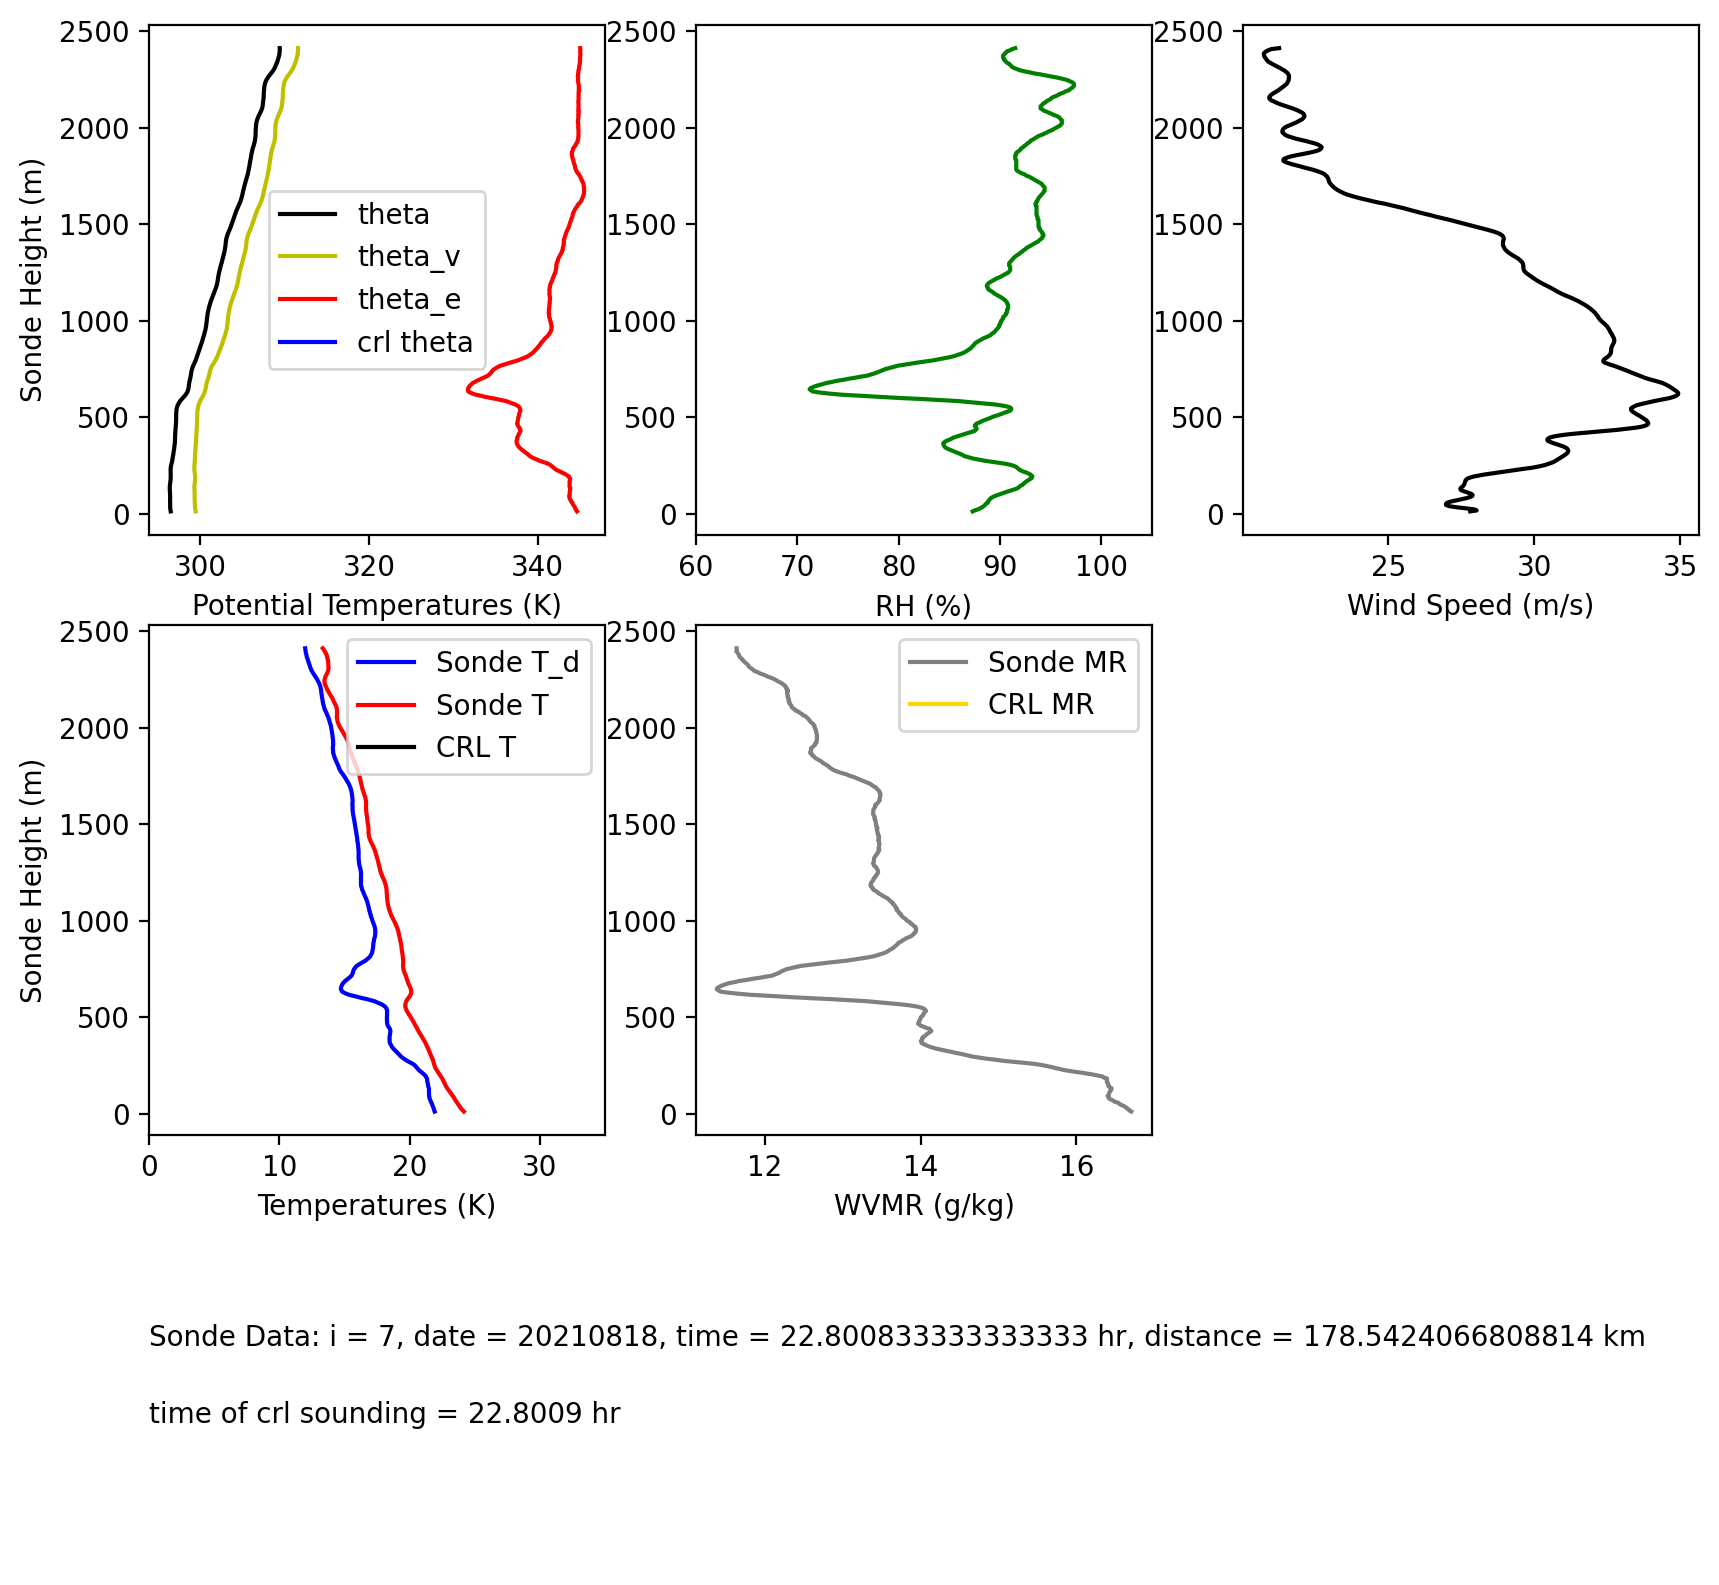 2500
2000
1500
1000
500
0
Sonde Height (m)
theta
theta_v
theta_e
crl theta
300 320 340
Potential Temperatures (K)
2500
2000
1500
1000
500
0
60 70 80 90 100
RH (%)
2500
2000
1500
1000
500
0
25 30 35
Wind Speed (m/s)
2500
2000
1500
1000
500
0
Sonde Height (m)
Sonde T_d
Sonde T
CRL T
0 10 20 30
Temperatures (K)
2500
2000
1500
1000
500
0
Sonde MR
CRL MR
12 14 16
WVMR (g/kg)
Sonde Data: i = 7, date = 20210818, time = 22.800833333333333 hr, distance = 178.5424066808814 km
time of crl sounding = 22.8009 hr